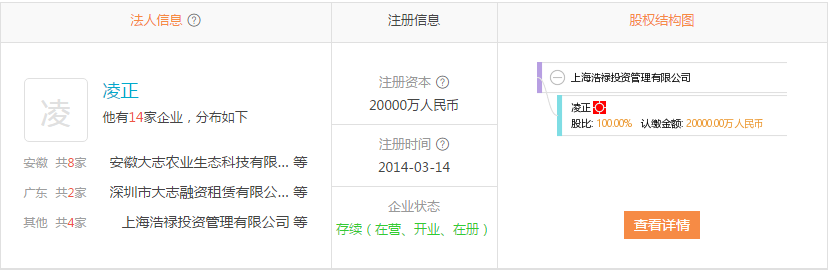 法人信息 ?
注册信息
股权结构图
凌
凌正
他有14家企业，分布如下
安徽 共8家 安徽大志农业生态科技有限... 等
广东 共2家 深圳市大志融资租赁有限公... 等
其他 共4家 上海浩禄投资管理有限公司 等
注册资本 ?
20000万人民币
注册时间 ?
2014-03-14
企业状态
存续（在营、开业、在册）
上海浩禄投资管理有限公司
凌正
股比: 100.00% 认缴金额: 20000.00万人民币
查看详情